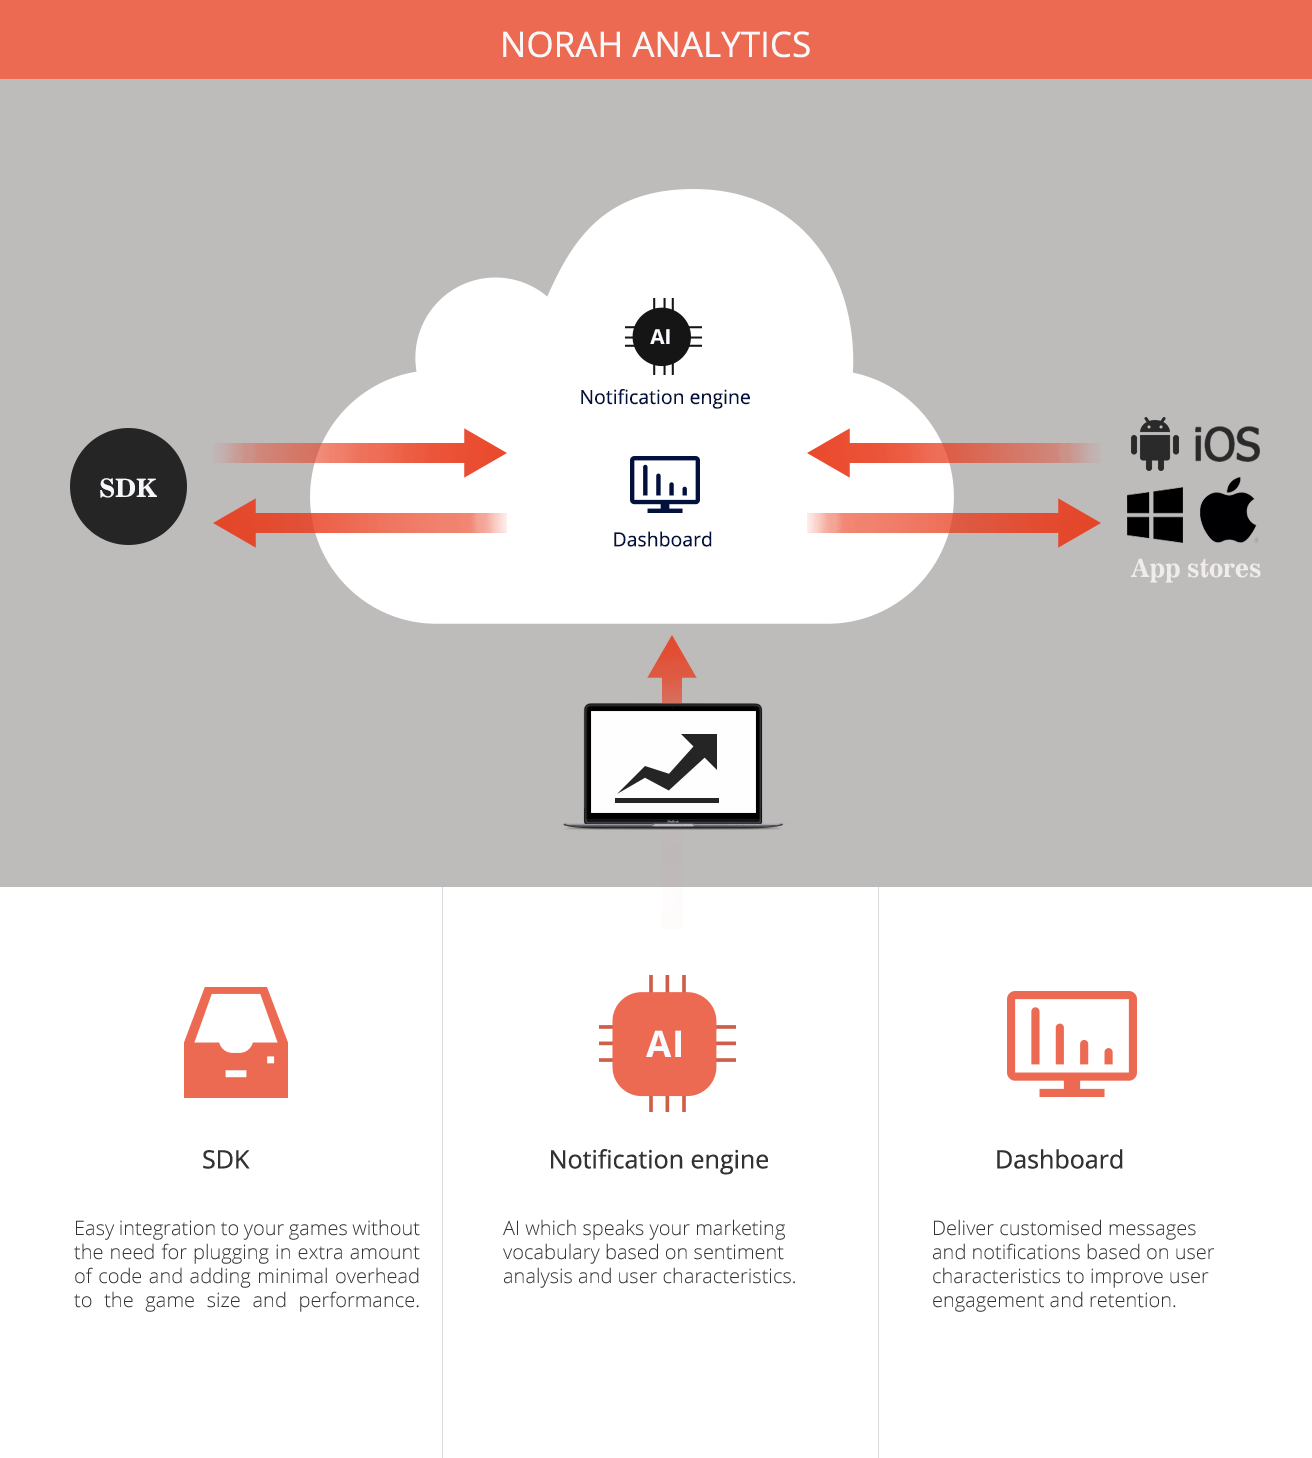 NORAH ANALYTICS
AI
Notification engine
SDK
iOS
Dashboard
App stores
AI
SDK
Notification engine
Dashboard
Easy integration to your games without
the need for plugging in extra amount
of code and adding minimal overhead
to the game size and performance.
AI which speaks your marketing
vocabulary based on sentiment
analysis and user characteristics.
Deliver customised messages
and notifications based on user
characteristics to improve user
engagement and retention.